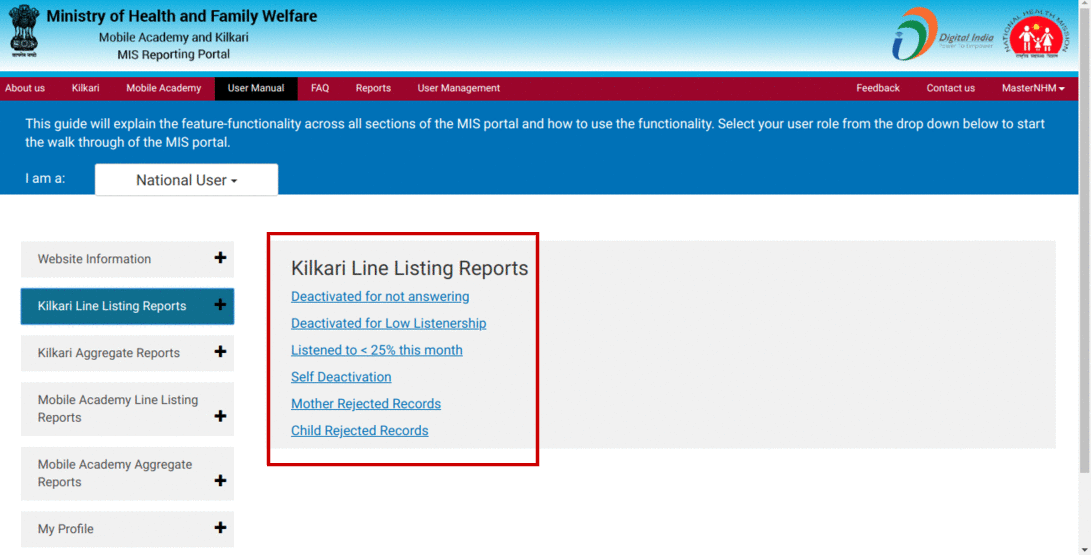 Ministry of Health and Family Welfare
Mobile Academy and Kilkari
MIS Reporting Portal
Digital India
Power To Empower
NATIONAL HEALTH MISSION
About us Kilkari Mobile Academy User Manual FAQ Reports User Management Feedback Contact us MasterNHM
This guide will explain the feature-functionality across all sections of the MIS portal and how to use the functionality. Select your user role from the drop down below to start
the walk through of the MIS portal.
I am a: National User
Website Information
Kilkari Line Listing Reports
Kilkari Aggregate Reports
Mobile Academy Line Listing
Reports
Mobile Academy Aggregate
Reports
My Profile
Kilkari Line Listing Reports
Deactivated for not answering
Deactivated for Low Listenership
Listened to < 25% this month
Self Deactivation
Mother Rejected Records
Child Rejected Records